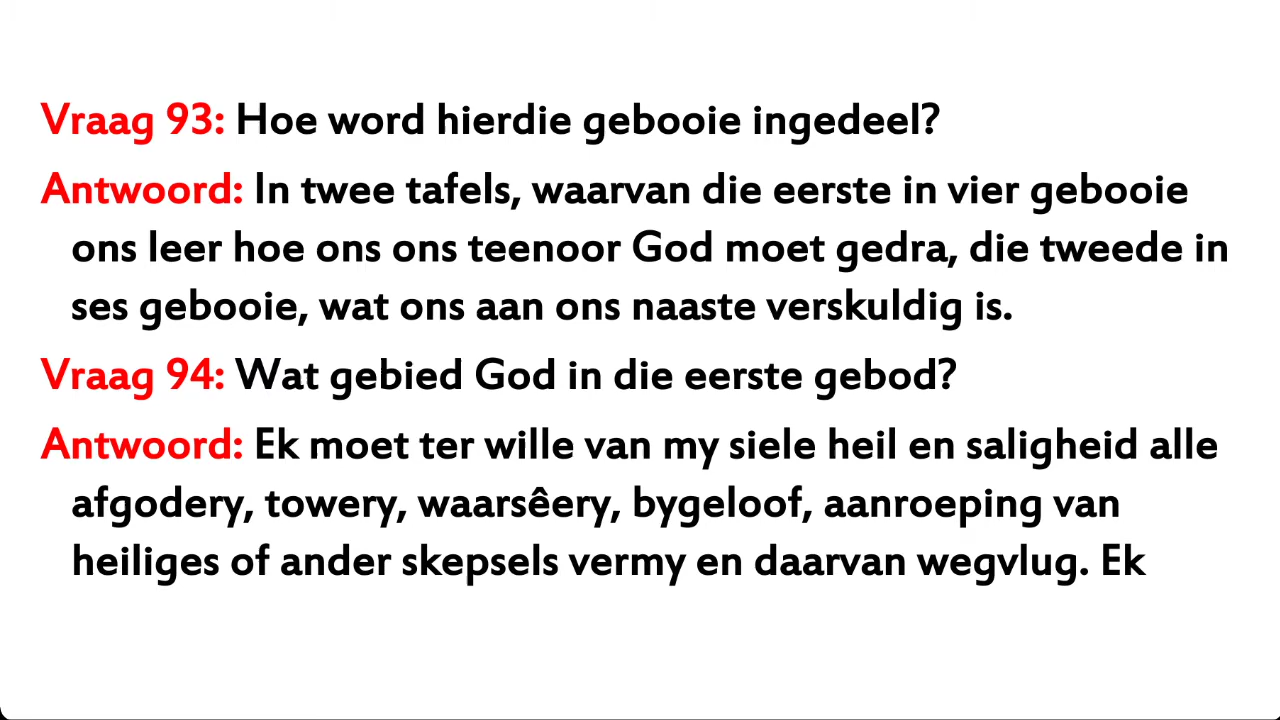 Vraag 93: Hoe word hierdie gebooie ingedeel?
Antwoord: In twee tafels, waarvan die eerste in vier gebooie
ons leer hoe ons ons teenoor God moet gedra, die tweede in
ses gebooie, wat ons aan ons naaste verskuldig is.
Vraag 94: Wat gebied God in die eerste gebod?
Antwoord: Ek moet ter wille van my siele heil en saligheid alle
afgodery, towery, waarsêery, bygeloof, aanroeping van
heiliges of ander skepsels vermy en daarvan wegvlug. Ek